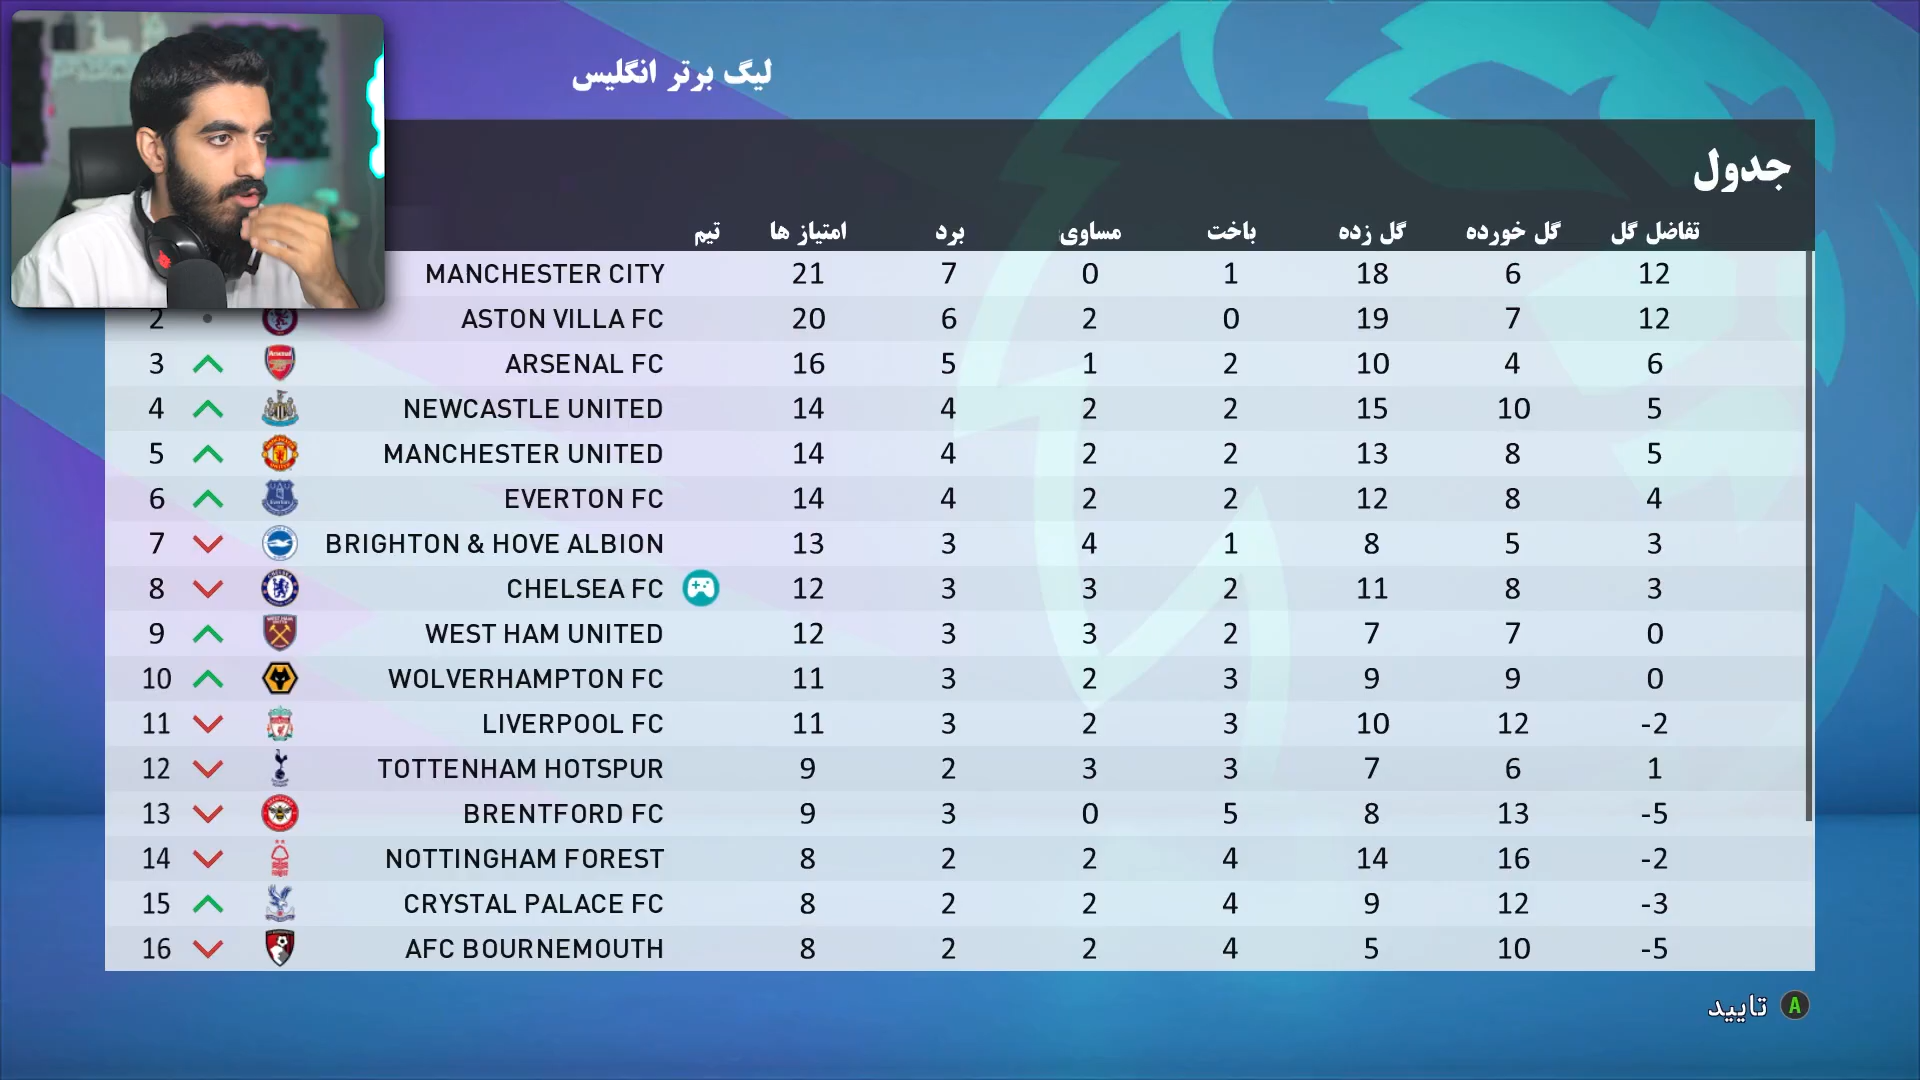 لیگ برتر انگلیس
جدول
تیم امتیاز ها برد مساوی باخت گل زده گل خورده تفاضل گل
MANCHESTER CITY 21 7 0 1 18 6 12
2 ASTON VILLA FC 20 6 2 0 19 7 12
3 ARSENAL FC 16 5 1 2 10 4 6
4 NEWCASTLE UNITED 14 4 2 2 15 10 5
5 MANCHESTER UNITED 14 4 2 2 13 8 5
6 EVERTON FC 14 4 2 2 12 8 4
7 BRIGHTON & HOVE ALBION 13 3 4 1 8 5 3
8 CHELSEA FC 12 3 3 2 11 8 3
9 WEST HAM UNITED 12 3 3 2 7 7 0
10 WOLVERHAMPTON FC 11 3 2 3 9 9 0
11 LIVERPOOL FC 11 3 2 3 10 12 -2
12 TOTTENHAM HOTSPUR 9 2 3 3 7 6 1
13 BRENTFORD FC 9 3 0 5 8 13 -5
14 NOTTINGHAM FOREST 8 2 2 4 14 16 -2
15 CRYSTAL PALACE FC 8 2 2 4 9 12 -3
16 AFC BOURNEMOUTH 8 2 2 4 5 10 -5
A تایید